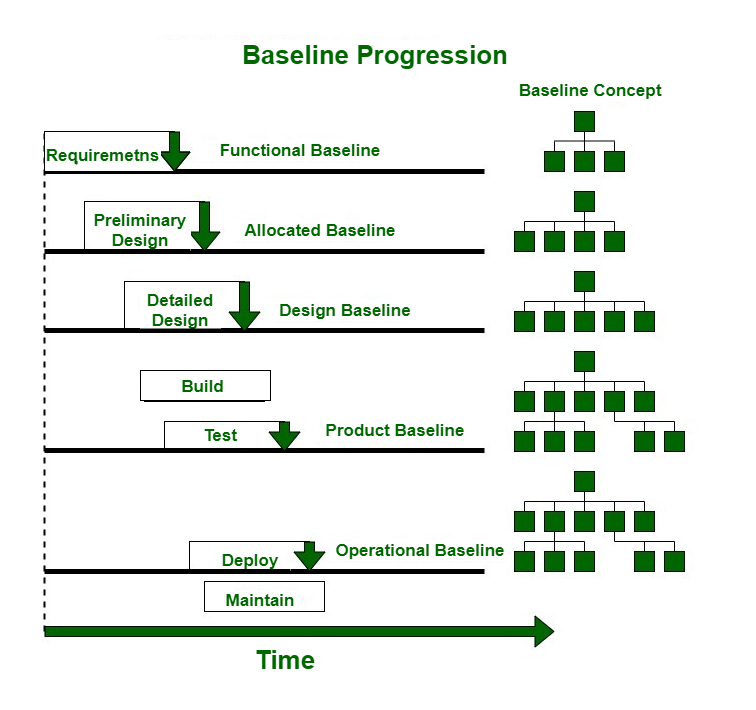 Baseline Progression
Baseline Concept
Requiremetns
Functional Baseline
Preliminary
Design
Allocated Baseline
Detailed
Design
Design Baseline
Build
Test
Product Baseline
Deploy
Operational Baseline
Maintain
Time